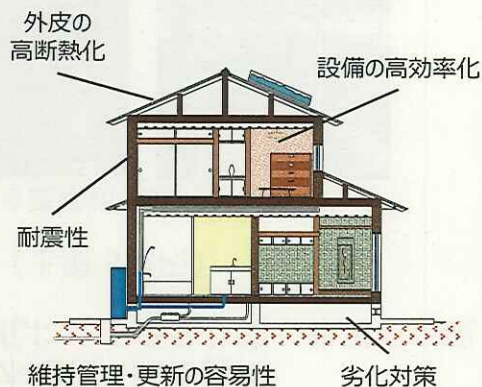 外皮の
高断熱化
設備の高効率化
耐震性
維持管理・更新の容易性
劣化対策